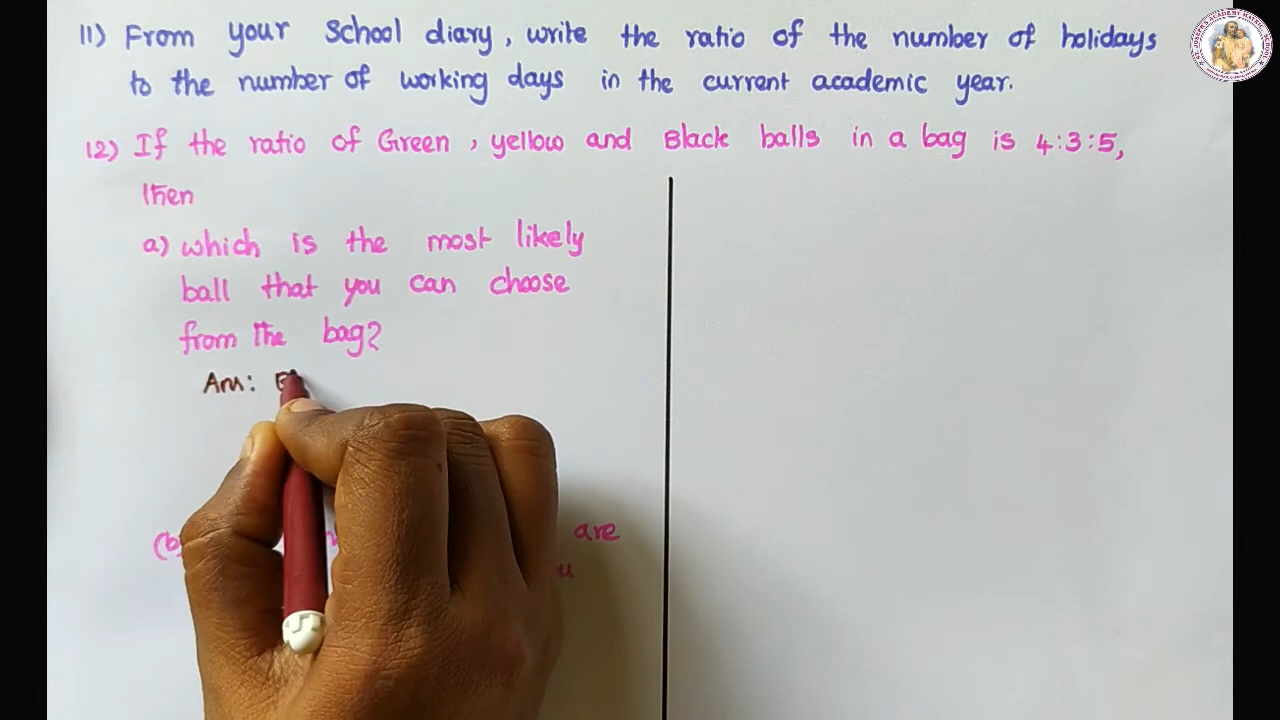 11) From your School diary, write the ratio of the number of holidays
to the number of working days in the current academic year.
12) If the ratio of Green, yellow and Black balls in a bag is 4:3:5,
then
a) which is the most likely
ball that you can choose
from the bag?
Ans:
(b) are